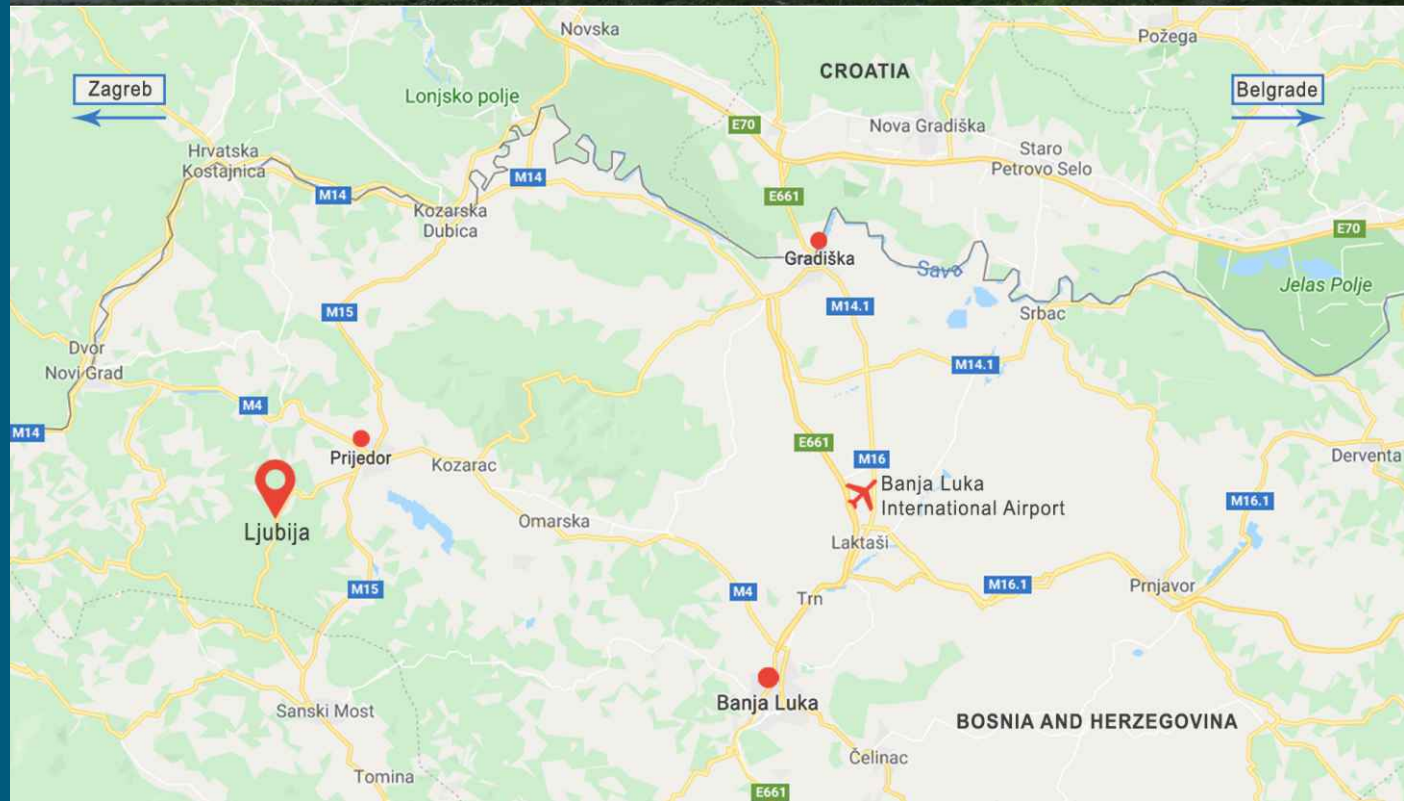 Novska
Požega
CROATIA
Zagreb
Belgrade
Lonjsko polje
E70
Nova Gradiška
Hrvatska
Kostajnica
Staro
Petrovo Selo
M14
M14
E661
Kozarska
Dubica
E70
Gradiška
Sava
Jelas Polje
M15
M14.1
Srbac
Dvor
Novi Grad
M14.1
M4
M14
E661
Prijedor
Kozarac
M16
Derventa
Banja Luka
International Airport
M16.1
Ljubija
Omarska
Laktaši
M15
M4
Trn
M16.1
Prnjavor
Banja Luka
Sanski Most
BOSNIA AND HERZEGOVINA
Čelinac
Tomina
E661